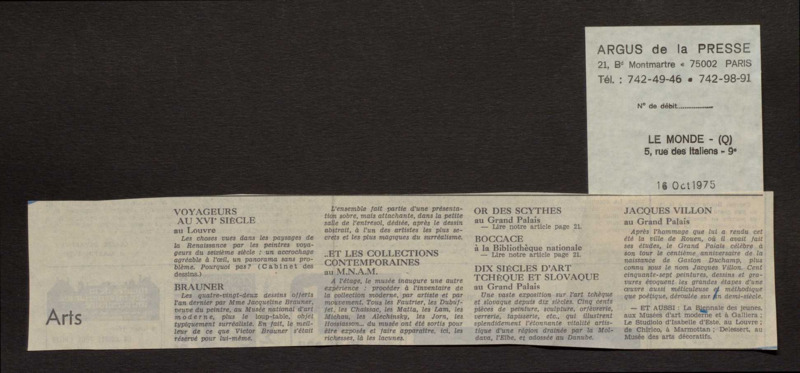 ARGUS de la PRESSE
21, Bd Montmartre • 75002 PARIS
Tél. : 742-49-46 • 742-98-91
N° de débit
LE MONDE - (Q)
5, rue des Italiens - 9e
16 Oct 1975
Arts
VOYAGEURS
AU XVIe SIÈCLE
au Louvre
Les choses vues dans les paysages de
la Renaissance par les peintres voya-
geurs du seizième siècle : un accrochage
agréable à l'œil, un panorama sans pro-
blème. Pourquoi pas ? (Cabinet des
dessins.)
BRAUNER
Les quatre-vingt-deux dessins offerts
l'an dernier par Mme Jacqueline Brauner,
veuve du peintre, au Musée national d'art
moderne, plus le loup-table, objet
typiquement surréaliste. En fait, le meil-
leur de ce que Victor Brauner s'était
réservé pour lui-même.
L'ensemble fait partie d'une présenta-
tion sobre, mais attachante, dans la petite
salle de l'entresol, dédiée, après le dessin
abstrait, à l'un des artistes les plus se-
crets et les plus magiques du surréalisme.
..ET LES COLLECTIONS
CONTEMPORAINES
au M.N.A.M.
A l'étage, le musée inaugure une autre
expérience : procéder à l'inventaire de
la collection moderne, par artiste et par
mouvement. Tous les Fautrier, les Dubuf-
fet, les Chaissac, les Matta, les Lam, les
Michau, les Alechinsky, les Jorn, les
... du musée ont été sortis pour
être exposés et faire apparaître, ici, les
richesses, là les lacunes.
OR DES SCYTHES
au Grand Palais
— Lire notre article page 21.
BOCCACE
à la Bibliothèque nationale
— Lire notre article page 21.
DIX SIÈCLES D'ART
TCHÈQUE ET SLOVAQUE
au Grand Palais
Une vaste exposition sur l'art tchèque
et slovaque depuis dix siècles. Cinq cents
pièces de peinture, sculpture, orfèvrerie,
verrerie, tapisserie, etc., qui illustrent
splendidement l'étonnante vitalité artis-
tique d'une région drainée par la Mol-
dava, l'Elbe, et adossée au Danube.
JACQUES VILLON
au Grand Palais
Après l'hommage que lui a rendu cet
été la ville de Rouen, où il avait fait
ses études, le Grand Palais célèbre à
son tour le centième anniversaire de la
naissance de Gaston Duchamp, plus
connu sous le nom Jacques Villon. Cent
cinquante-sept peintures, dessins et gra-
vures évoquent les grandes étapes d'une
œuvre aussi méticuleuse et méthodique
que poétique, déroulée sur un demi-siècle.
— ET AUSSI : La Biennale des jeunes,
aux Musées d'art moderne et à Galliera ;
Le Studiolo d'Isabelle d'Este, au Louvre ;
de Chirico, à Marmottan ; Delessert, au
Musée des arts décoratifs.